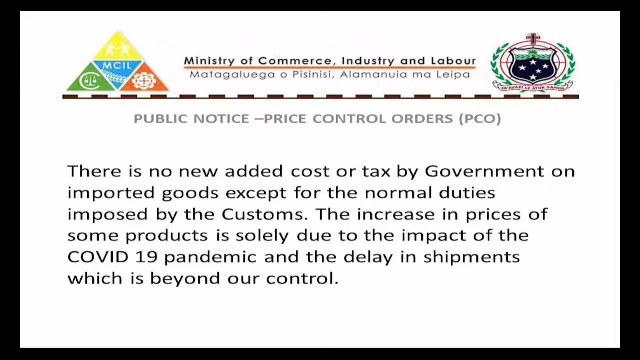 MCIL
Ministry of Commerce, Industry and Labour
Matagaluega o Pisinisi, Alamanuia ma Leipa
PUBLIC NOTICE –PRICE CONTROL ORDERS (PCO)
There is no new added cost or tax by Government on
imported goods except for the normal duties
imposed by the Customs. The increase in prices of
some products is solely due to the impact of the
COVID 19 pandemic and the delay in shipments
which is beyond our control.